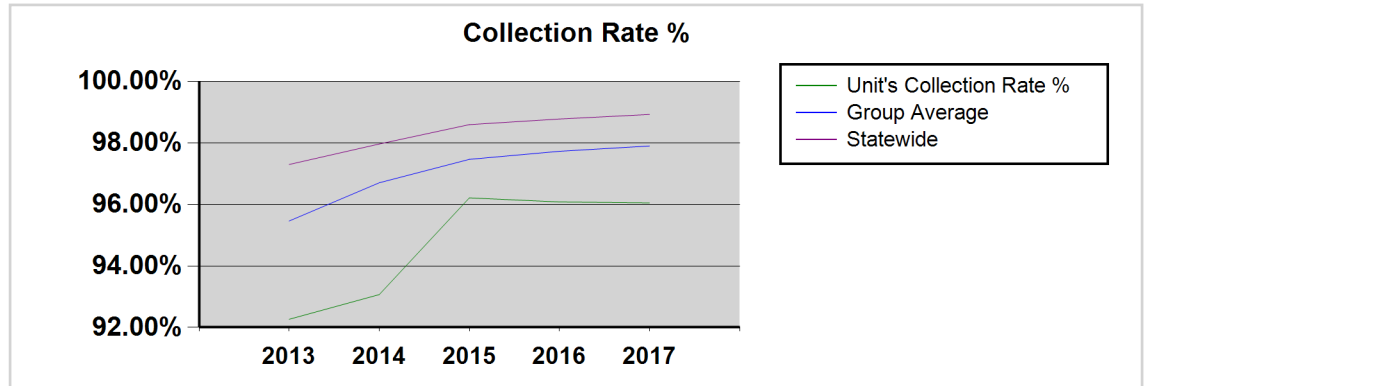 Collection Rate %
100.00%
98.00%
96.00%
94.00%
92.00%
2013 2014 2015 2016 2017
Unit's Collection Rate %
Group Average
Statewide